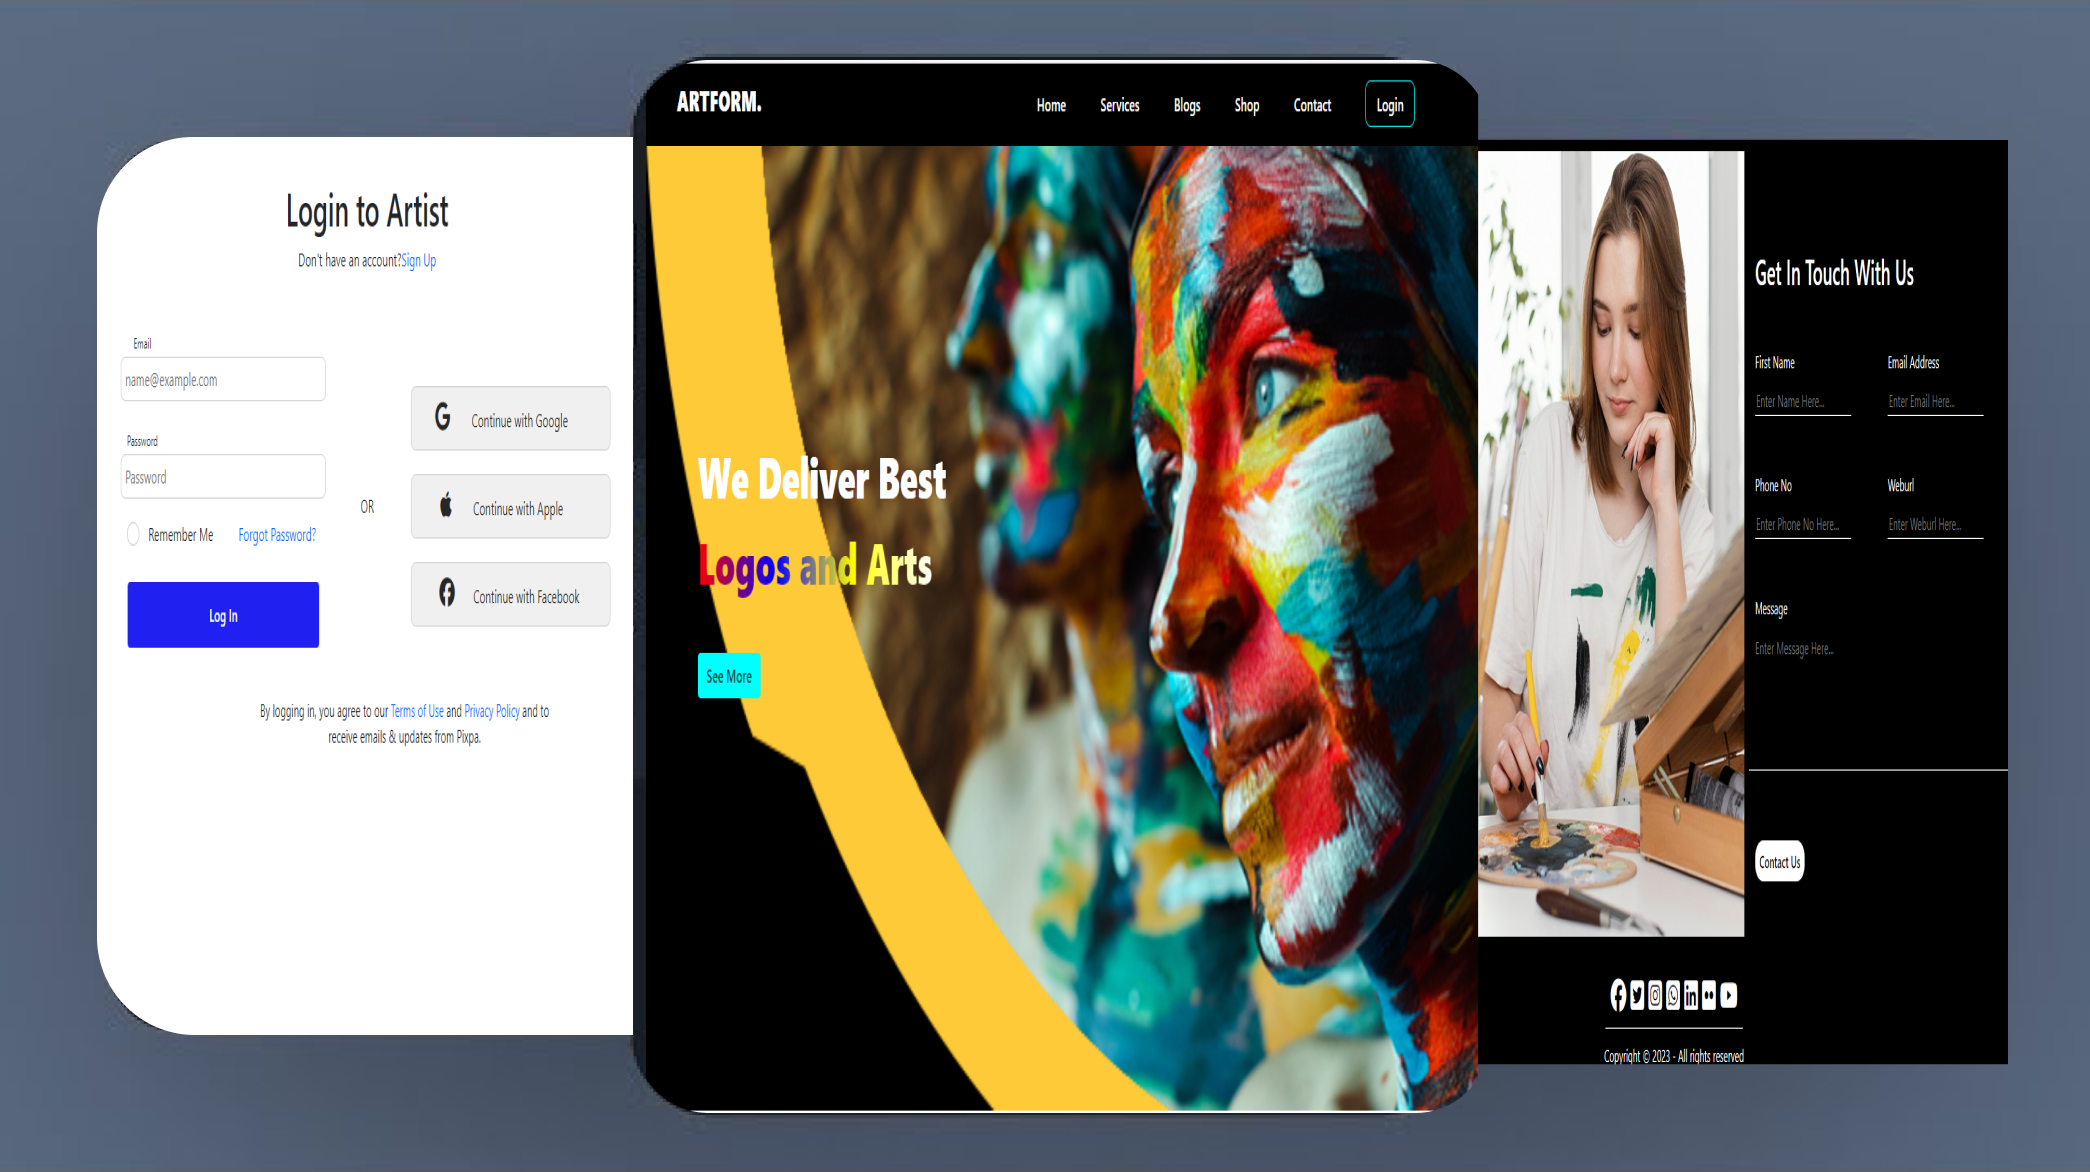 Login to Artist
Don't have an account?Sign Up
Email
name@example.com
Password
Password
Remember Me Forgot Password?
Log In
OR
Continue with Google
Continue with Apple
Continue with Facebook
By logging in, you agree to our Terms of Use and Privacy Policy and to
receive emails & updates from Pixpa.
ARTFORM.
Home Services Blogs Shop Contact Login
We Deliver Best
Logos and Arts
See More
Get In Touch With Us
First Name Email Address
Enter Name Here... Enter Email Here...
Phone No Weburl
Enter Phone No Here... Enter Weburl Here...
Message
Enter Message Here...
Contact Us
Copyright © 2023 - All rights reserved